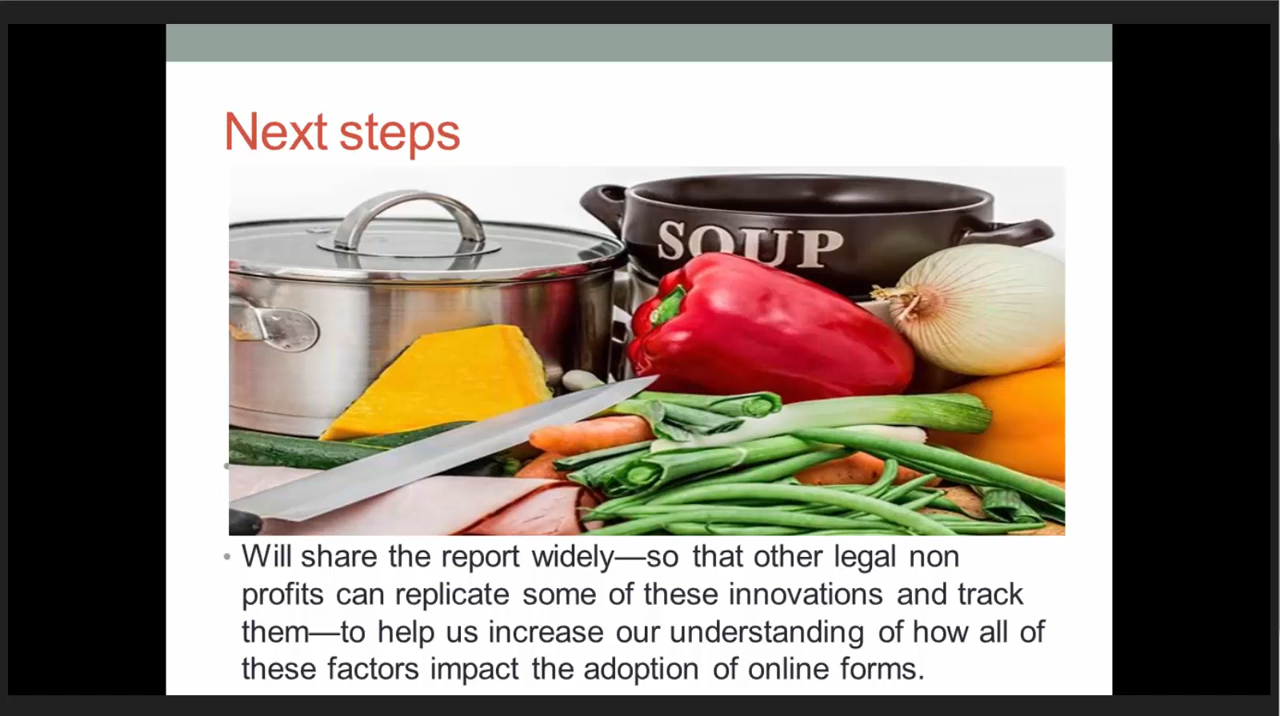 Next steps
SOUP
Will share the report widely—so that other legal non
profits can replicate some of these innovations and track
them—to help us increase our understanding of how all of
these factors impact the adoption of online forms.